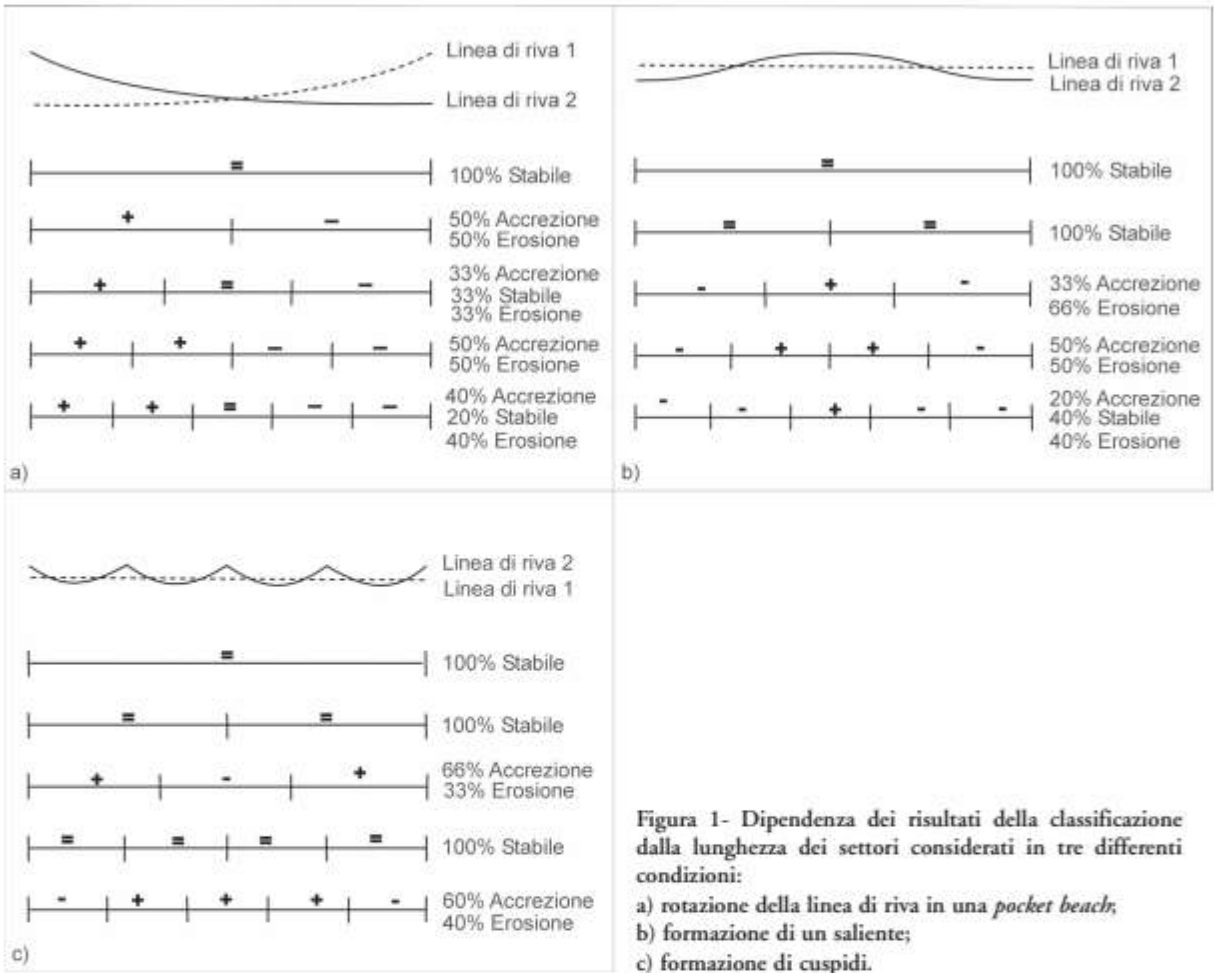 Linea di riva 1
Linea di riva 2
=
100% Stabile
+ −
50% Accrezione
50% Erosione
+ = −
33% Accrezione
33% Stabile
33% Erosione
+ + − −
50% Accrezione
50% Erosione
+ + = − −
40% Accrezione
20% Stabile
40% Erosione
a)
Linea di riva 1
Linea di riva 2
=
100% Stabile
= =
100% Stabile
- + -
33% Accrezione
66% Erosione
- + + -
50% Accrezione
50% Erosione
- - + - -
20% Accrezione
40% Stabile
40% Erosione
b)
Linea di riva 2
Linea di riva 1
=
100% Stabile
= =
100% Stabile
+ - +
66% Accrezione
33% Erosione
= = = =
100% Stabile
- + + + -
60% Accrezione
40% Erosione
c)
Figura 1- Dipendenza dei risultati della classificazione
dalla lunghezza dei settori considerati in tre differenti
condizioni:
a) rotazione della linea di riva in una pocket beach;
b) formazione di un saliente;
c) formazione di cuspidi.